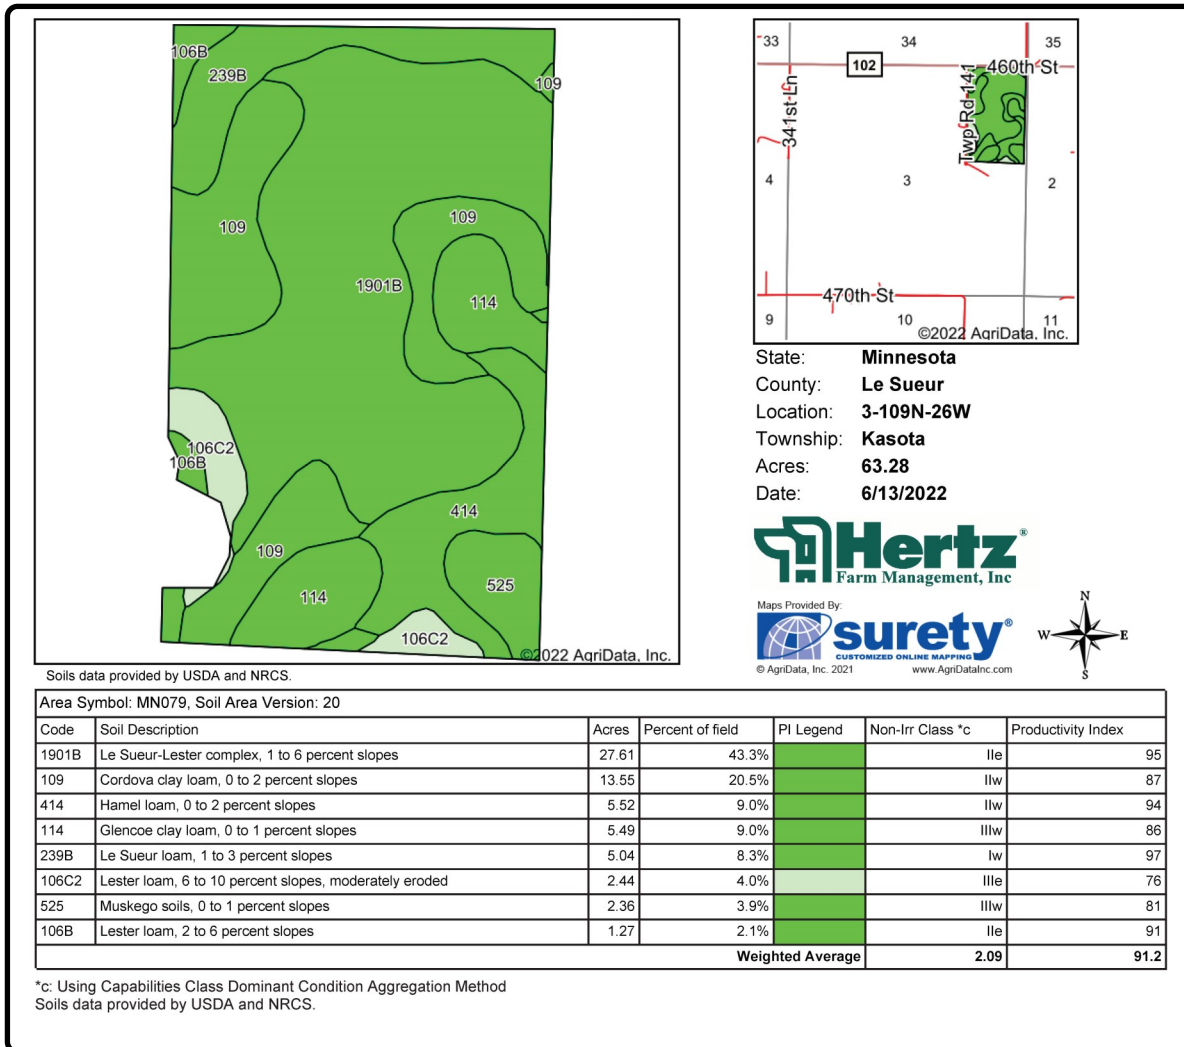 106B
239B
109
109
109
1901B
114
106C2
106B
414
109
525
114
106C2
©2022 AgriData, Inc.
Soils data provided by USDA and NRCS.
33
34
35
102
460th St
341st Ln
Twp Rd 141
4
3
2
470th St
9
10
11
©2022 AgriData, Inc.
State: Minnesota
County: Le Sueur
Location: 3-109N-26W
Township: Kasota
Acres: 63.28
Date: 6/13/2022
Hertz®
Farm Management, Inc
Maps Provided By:
surety®
CUSTOMIZED ONLINE MAPPING
© AgriData, Inc. 2021 www.AgriDataInc.com
N
W E
S
Area Symbol: MN079, Soil Area Version: 20
Code Soil Description Acres Percent of field PI Legend Non-Irr Class *c Productivity Index
1901B Le Sueur-Lester complex, 1 to 6 percent slopes 27.61 43.3% IIe 95
109 Cordova clay loam, 0 to 2 percent slopes 13.55 20.5% IIw 87
414 Hamel loam, 0 to 2 percent slopes 5.52 9.0% IIw 94
114 Glencoe clay loam, 0 to 1 percent slopes 5.49 9.0% IIIw 86
239B Le Sueur loam, 1 to 3 percent slopes 5.04 8.3% Iw 97
106C2 Lester loam, 6 to 10 percent slopes, moderately eroded 2.44 4.0% IIIe 76
525 Muskego soils, 0 to 1 percent slopes 2.36 3.9% IIIw 81
106B Lester loam, 2 to 6 percent slopes 1.27 2.1% IIe 91
Weighted Average 2.09 91.2
*c: Using Capabilities Class Dominant Condition Aggregation Method
Soils data provided by USDA and NRCS.